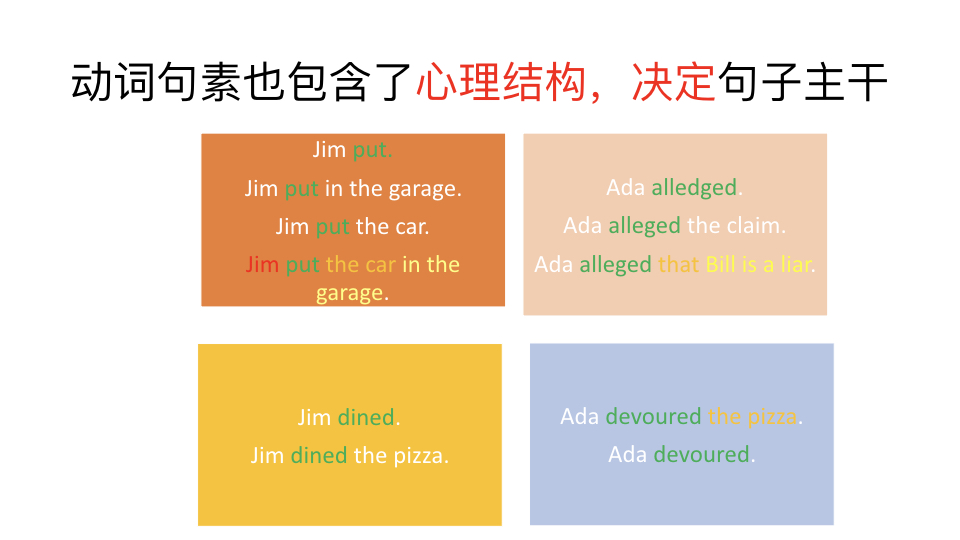 动词句素也包含了心理结构，决定句子主干
Jim put.
Jim put in the garage.
Jim put the car.
Jim put the car in the
garage.
Ada alledged.
Ada alleged the claim.
Ada alleged that Bill is a liar.
Jim dined.
Jim dined the pizza.
Ada devoured the pizza.
Ada devoured.